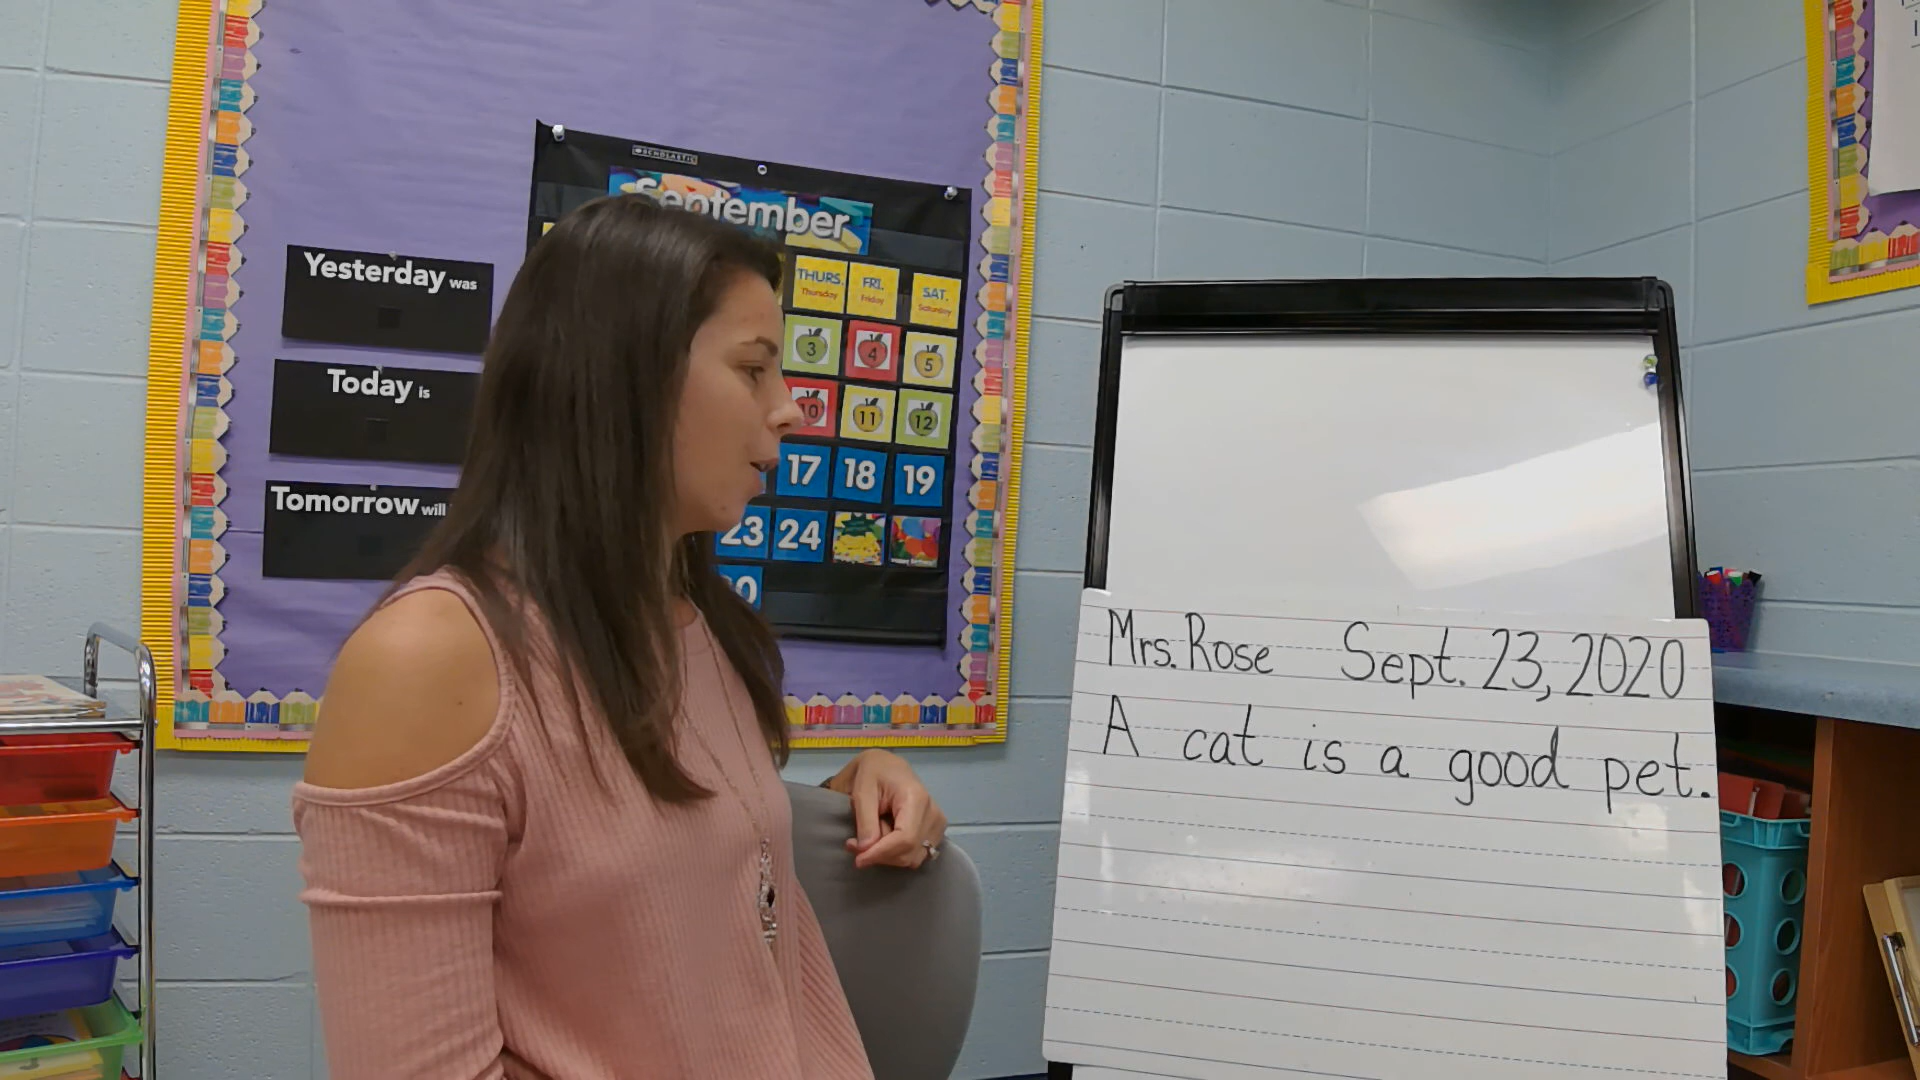 SCHOLASTIC
September
THURS. FRI. SAT.
Thursday Friday Saturday
3 4 5
10 11 12
17 18 19
23 24
Yesterday was
Today is
Tomorrow will
Mrs. Rose Sept. 23, 2020
A cat is a good pet.